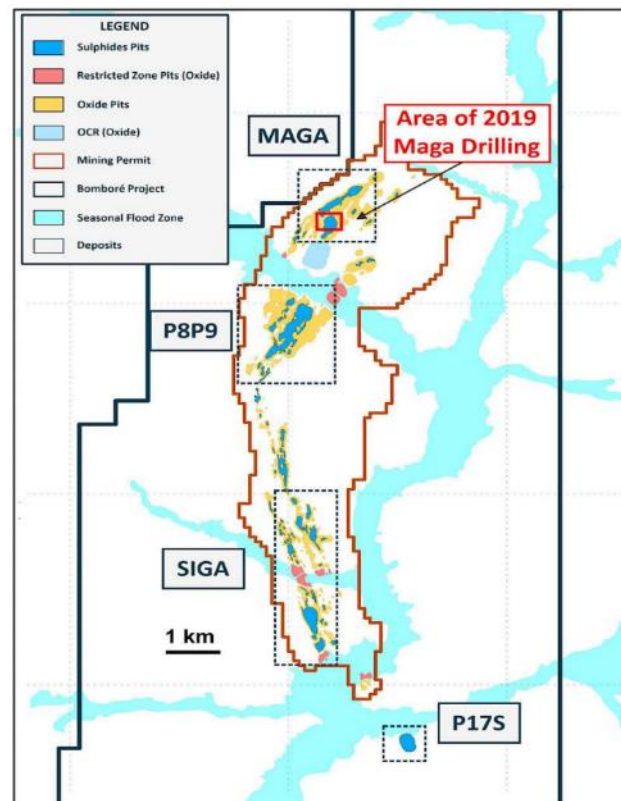 LEGEND
Sulphides Pits
Restricted Zone Pits (Oxide)
Oxide Pits
OCR (Oxide)
Mining Permit
Bomboré Project
Seasonal Flood Zone
Deposits
MAGA
Area of 2019
Maga Drilling
P8P9
SIGA
1 km
P17S